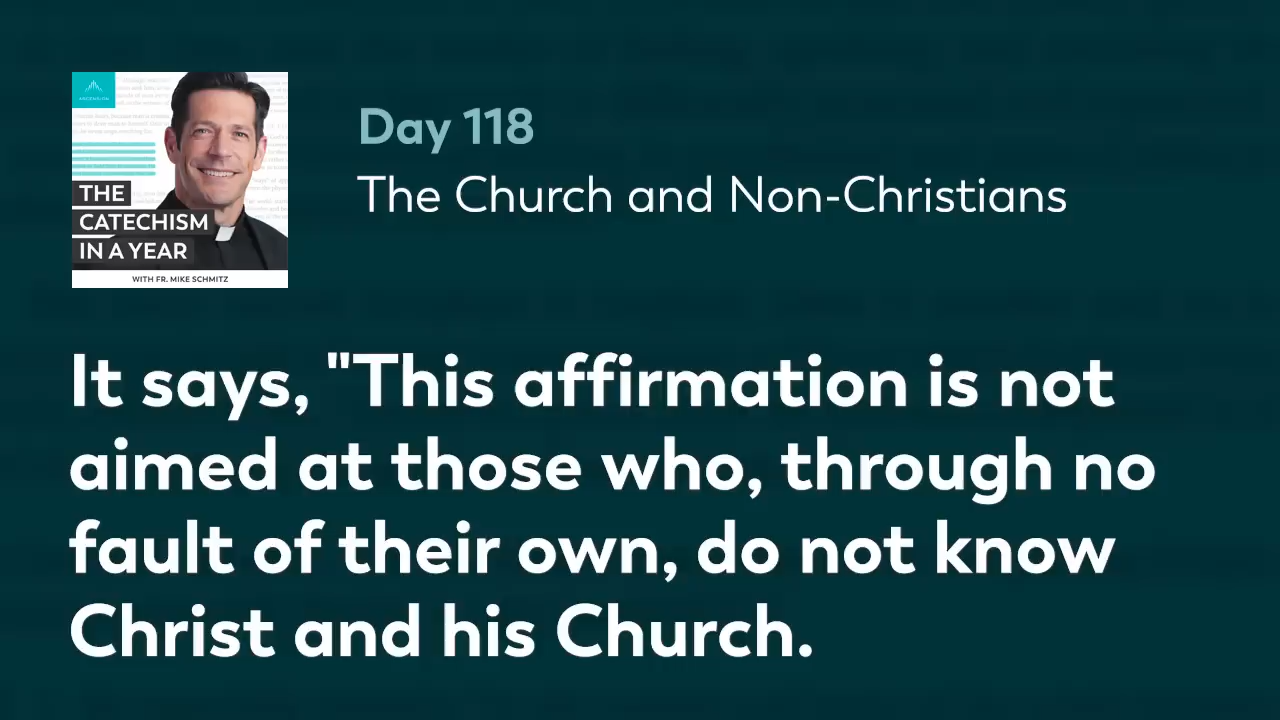 ASCENSION
THE
CATECHISM
IN A YEAR
WITH FR. MIKE SCHMITZ
Day 118
The Church and Non-Christians
It says, "This affirmation is not
aimed at those who, through no
fault of their own, do not know
Christ and his Church.